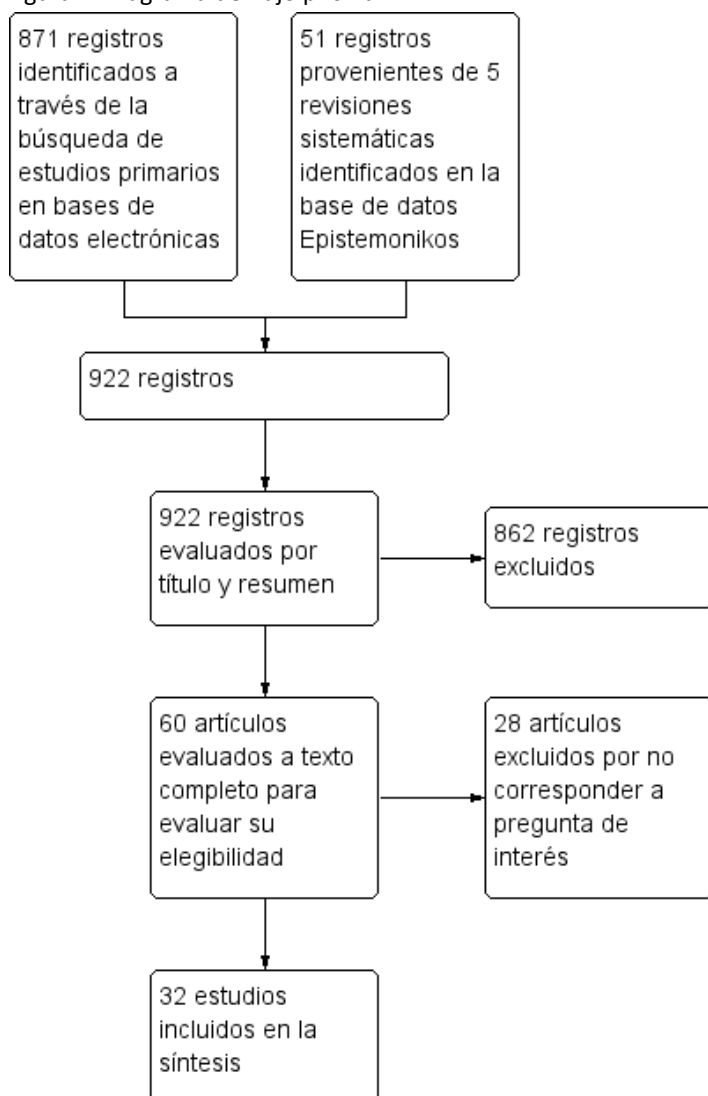 871 registros
identificados a
través de la
búsqueda de
estudios primarios
en bases de
datos electrónicas
51 registros
provenientes de 5
revisiones
sistemáticas
identificados en la
base de datos
Epistemonikos
922 registros
922 registros
evaluados por
título y resumen
862 registros
excluidos
60 artículos
evaluados a texto
completo para
evaluar su
elegibilidad
28 artículos
excluidos por no
corresponder a
pregunta de
interés
32 estudios
incluidos en la
síntesis